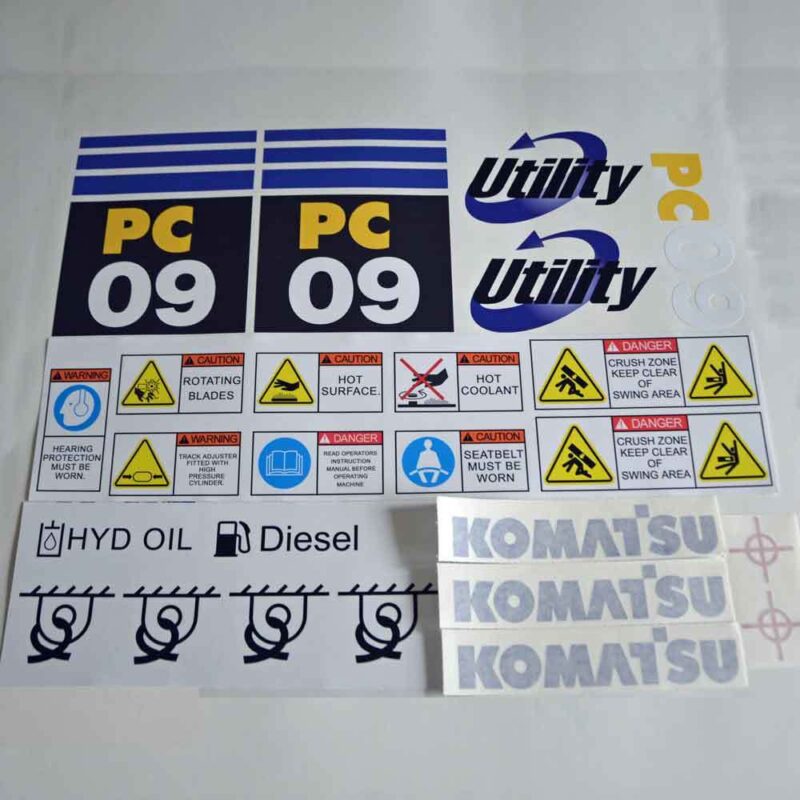 PC
09
PC
09
Utility
Utility
PC
09
WARNING
HEARING
PROTECTION
MUST BE
WORN.
CAUTION
ROTATING
BLADES
CAUTION
HOT
SURFACE.
CAUTION
HOT
COOLANT
DANGER
CRUSH ZONE
KEEP CLEAR
OF
SWING AREA
WARNING
TRACK ADJUSTER
FITTED WITH
HIGH
PRESSURE
CYLINDER.
DANGER
READ OPERATORS
INSTRUCTION
MANUAL BEFORE
OPERATING
MACHINE
CAUTION
SEATBELT
MUST BE
WORN
DANGER
CRUSH ZONE
KEEP CLEAR
OF
SWING AREA
HYD OIL
Diesel
KOMATSU
KOMATSU
KOMATSU